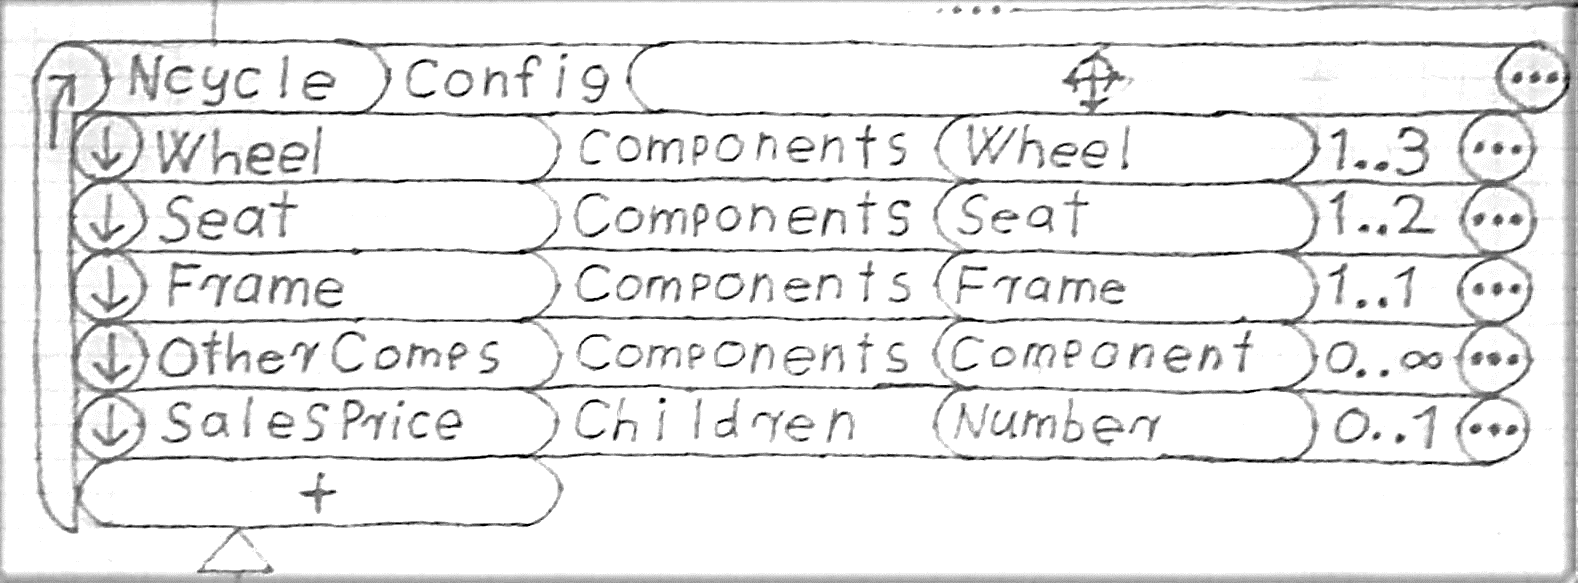 Ncycle Config ...
Wheel Components Wheel 1..3 ...
Seat Components Seat 1..2 ...
Frame Components Frame 1..1 ...
OtherComps Components Component 0..∞ ...
SalesPrice Children Number 0..1 ...
+